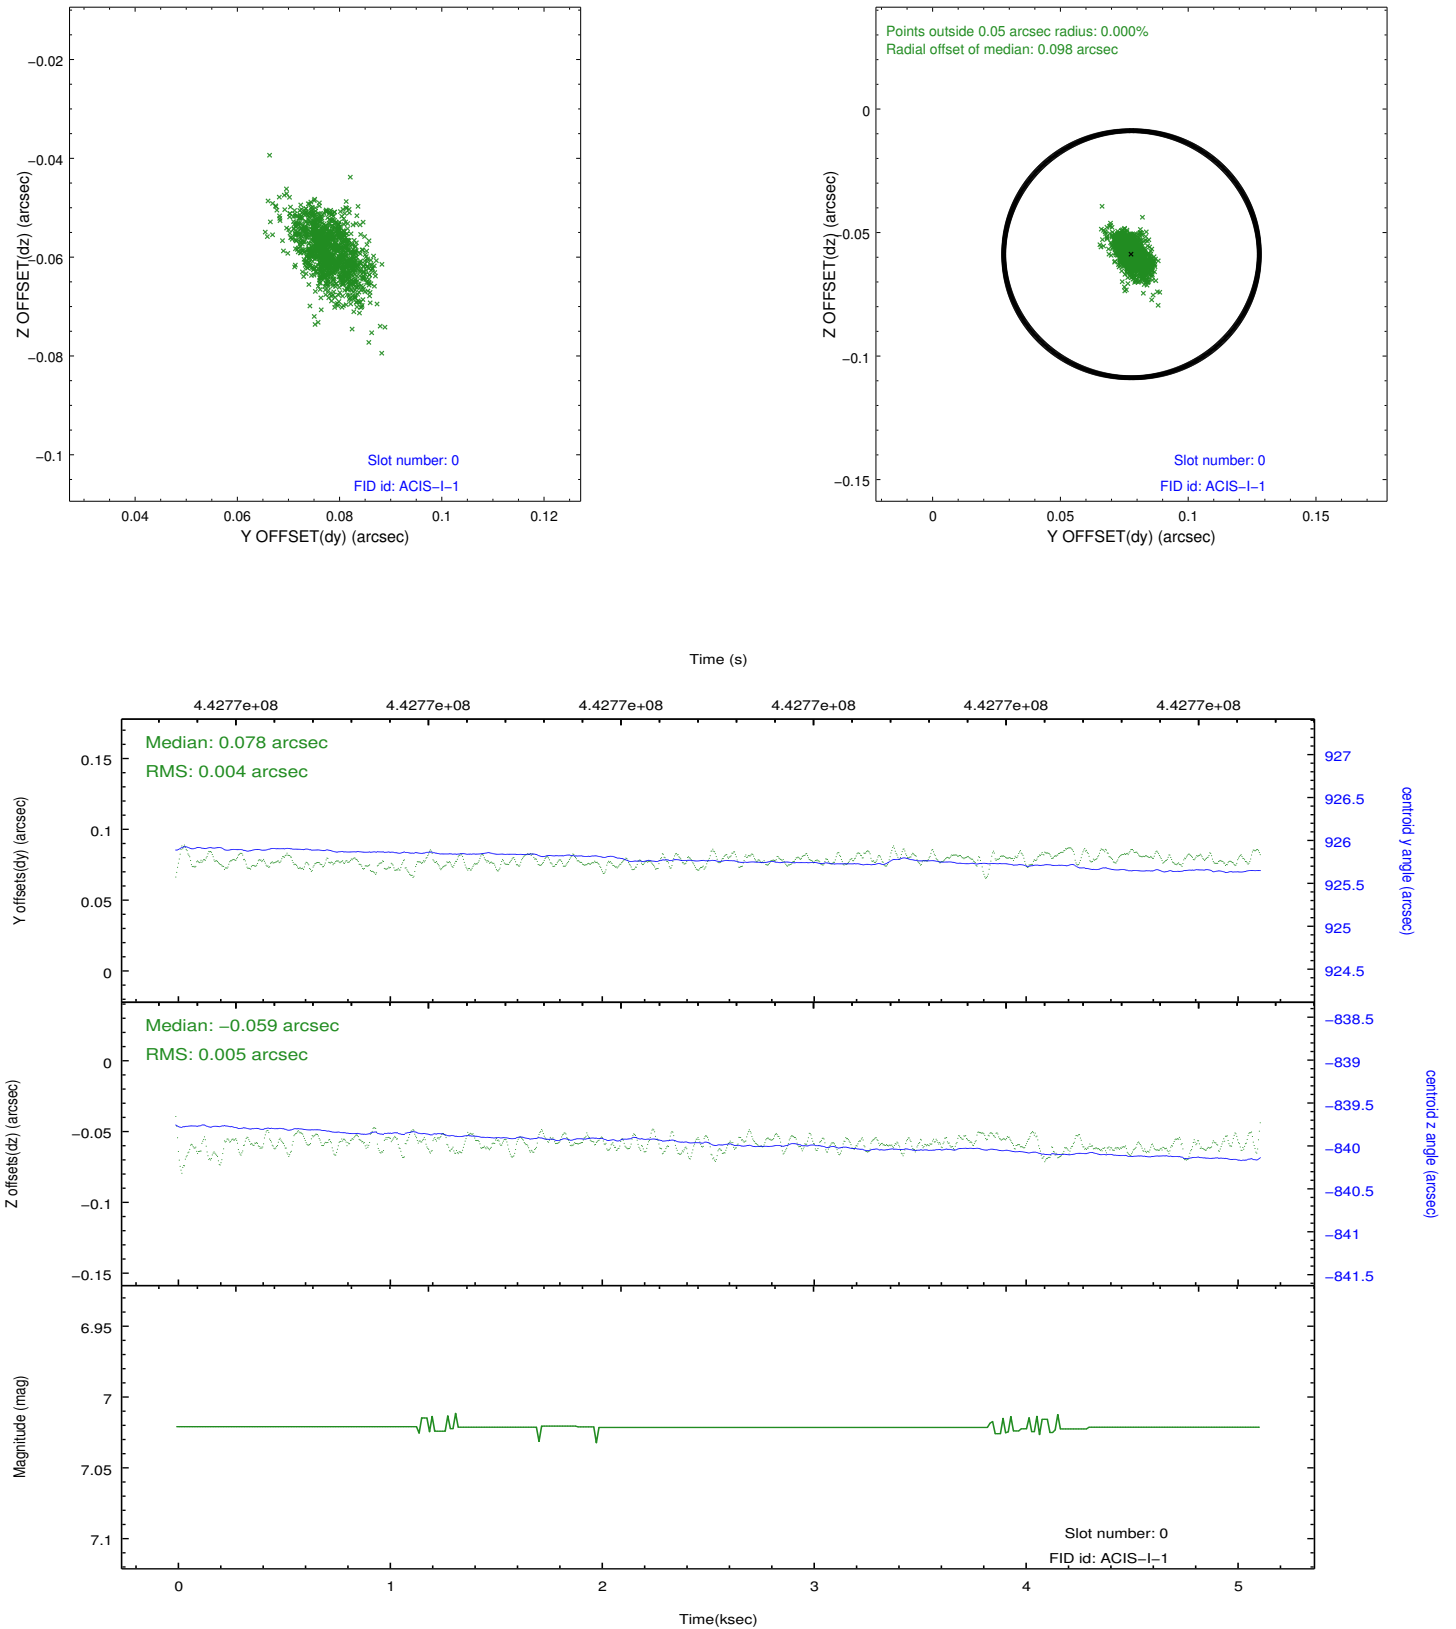 −0.02
−0.04
−0.06
−0.08
−0.1
Z OFFSET(dz) (arcsec)
0.04 0.06 0.08 0.1 0.12
Y OFFSET(dy) (arcsec)
Slot number: 0
FID id: ACIS−I−1
Points outside 0.05 arcsec radius: 0.000%
Radial offset of median: 0.098 arcsec
0
−0.05
−0.1
−0.15
Z OFFSET(dz) (arcsec)
0 0.05 0.1 0.15
Y OFFSET(dy) (arcsec)
Slot number: 0
FID id: ACIS−I−1
Time (s)
4.4277e+08 4.4277e+08 4.4277e+08 4.4277e+08 4.4277e+08 4.4277e+08
Median: 0.078 arcsec
RMS: 0.004 arcsec
0.15
0.1
0.05
0
Y offsets(dy) (arcsec)
927
926.5
926
925.5
925
924.5
centroid y angle (arcsec)
Median: −0.059 arcsec
RMS: 0.005 arcsec
0
−0.05
−0.1
−0.15
Z offsets(dz) (arcsec)
−838.5
−839
−839.5
−840
−840.5
−841
−841.5
centroid z angle (arcsec)
6.95
7
7.05
7.1
Magnitude (mag)
Slot number: 0
FID id: ACIS−I−1
0 1 2 3 4 5
Time(ksec)